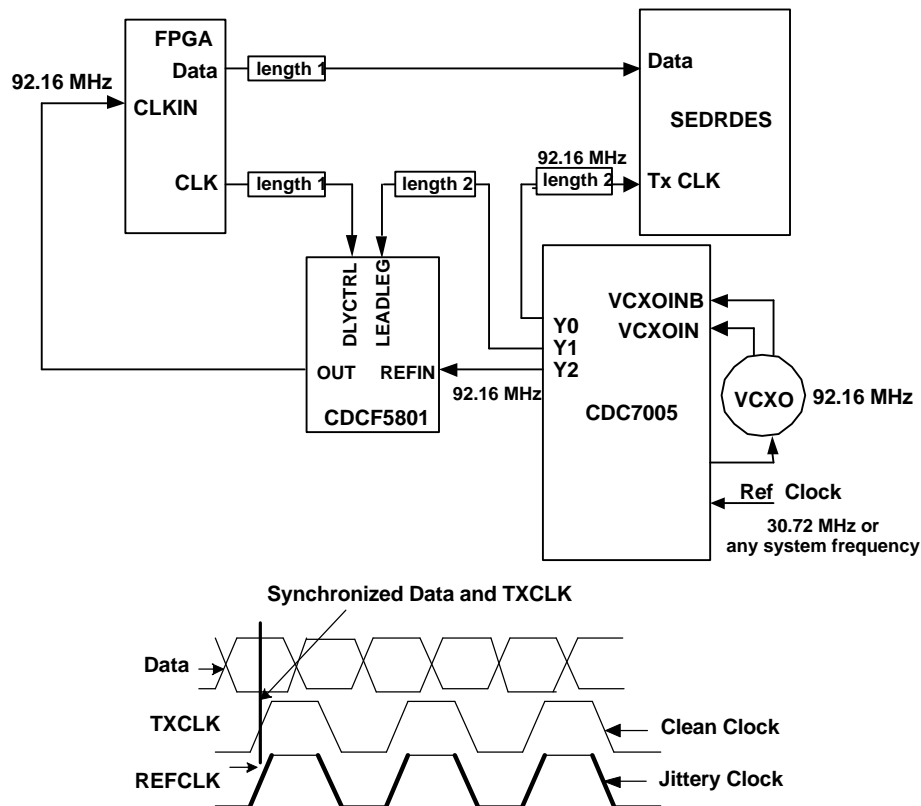 FPGA
Data
length 1
92.16 MHz
CLKIN
CLK
length 1
length 2
Data
SEDRDES
92.16 MHz
length 2
Tx CLK
DLYCTRL
LEADLEG
OUT
REFIN
CDCF5801
92.16 MHz
Y0
Y1
Y2
VCXOINB
VCXOIN
CDC7005
VCXO
92.16 MHz
Ref Clock
30.72 MHz or
any system frequency
Synchronized Data and TXCLK
Data
TXCLK
Clean Clock
REFCLK
Jittery Clock